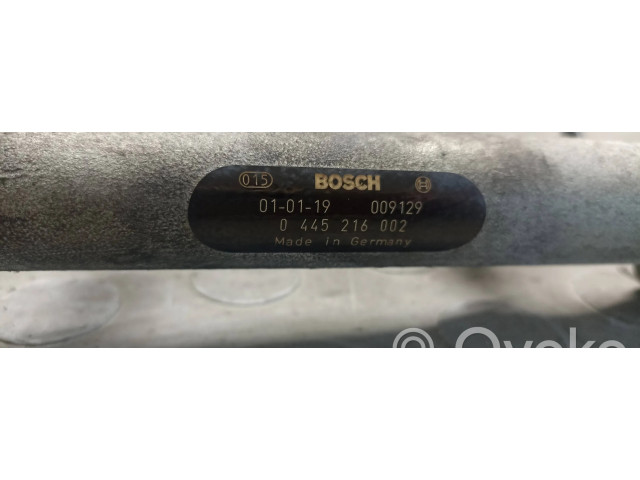 015 BOSCH
01-01-19 009129
0 445 216 002
Made in Germany
© Ovoko